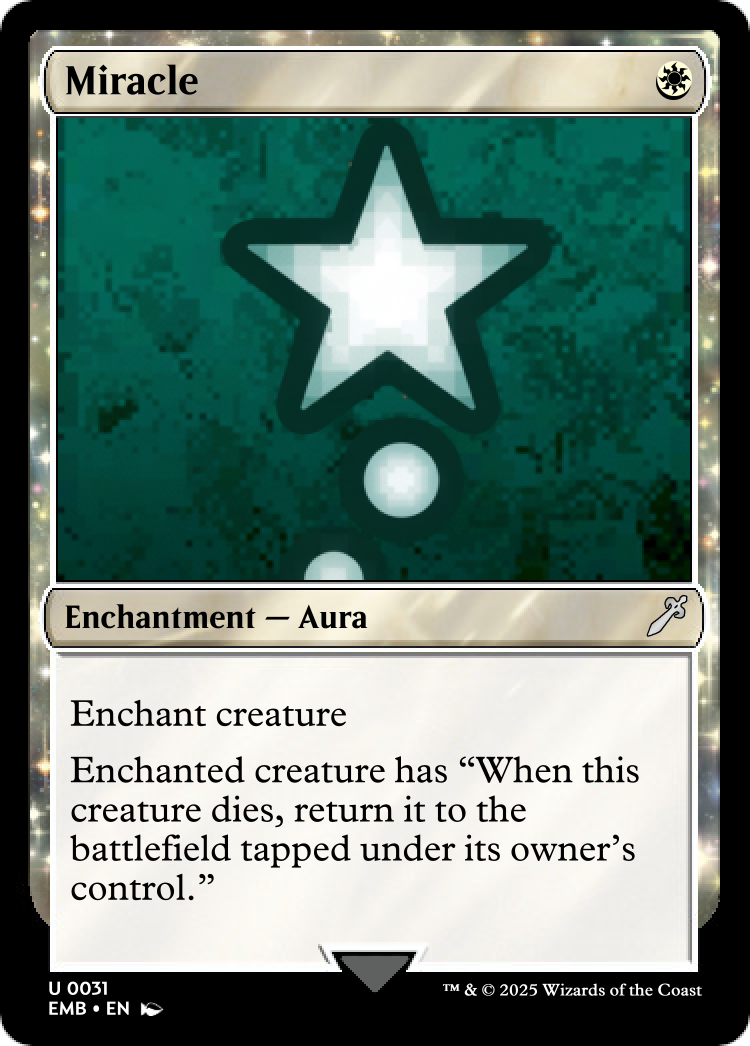 Miracle
Enchantment — Aura
Enchant creature
Enchanted creature has “When this
creature dies, return it to the
battlefield tapped under its owner’s
control.”
U 0031
EMB • EN
™ & © 2025 Wizards of the Coast